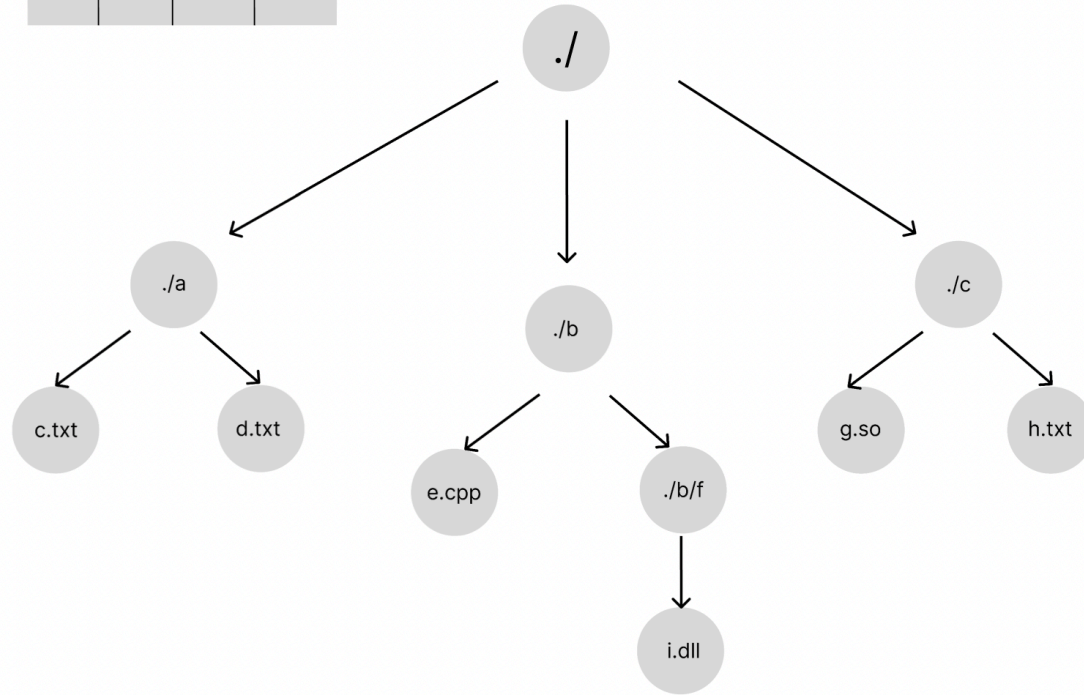 ./
./a
./b
./c
c.txt
d.txt
e.cpp
./b/f
g.so
h.txt
i.dll